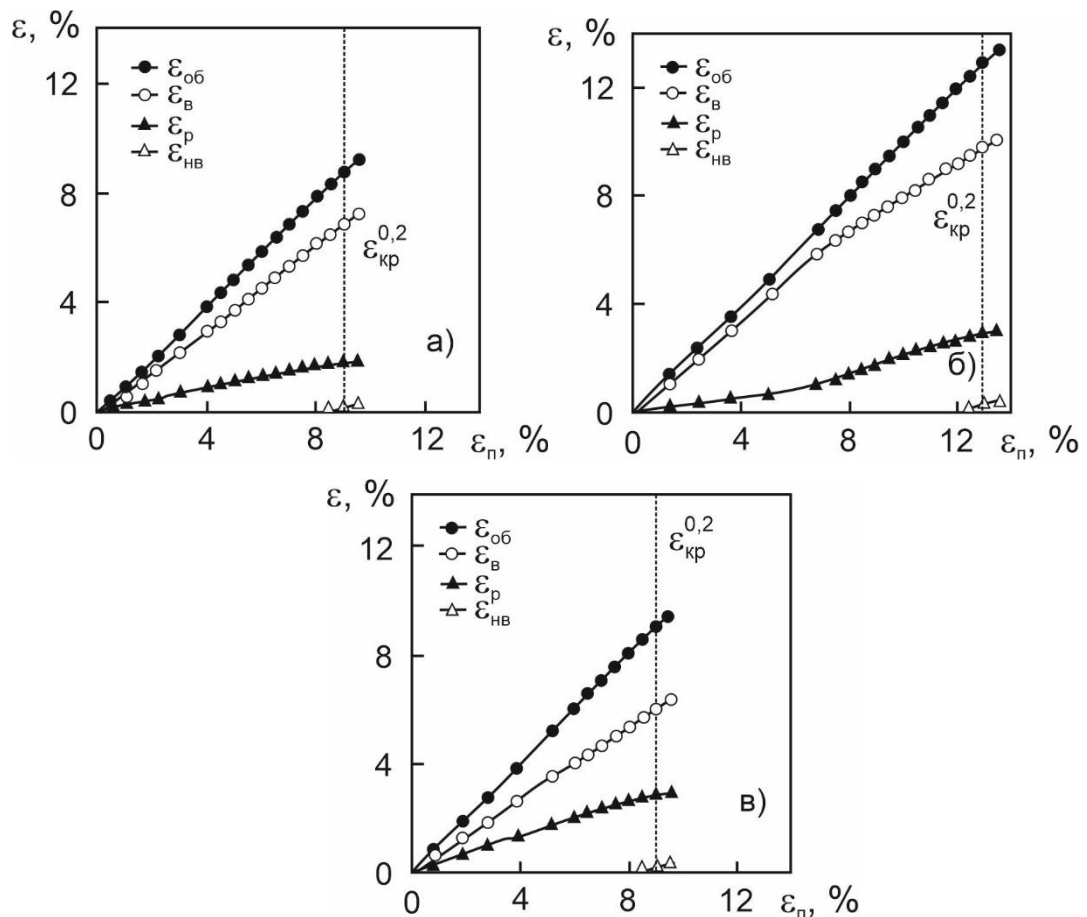 ε, %
12
8
4
0
ε_об
ε_в
ε_р
ε_нв
ε_кр^0,2
а)
0 4 8 12 ε_п, %
ε, %
12
8
4
0
ε_об
ε_в
ε_р
ε_нв
ε_кр^0,2
б)
0 4 8 12 ε_п, %
ε, %
12
8
4
0
ε_об
ε_в
ε_р
ε_нв
ε_кр^0,2
в)
0 4 8 12 ε_п, %